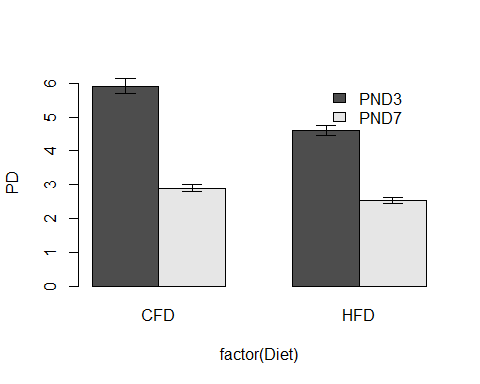 6
5
4
3
2
1
0
PD
PND3
PND7
CFD
HFD
factor(Diet)